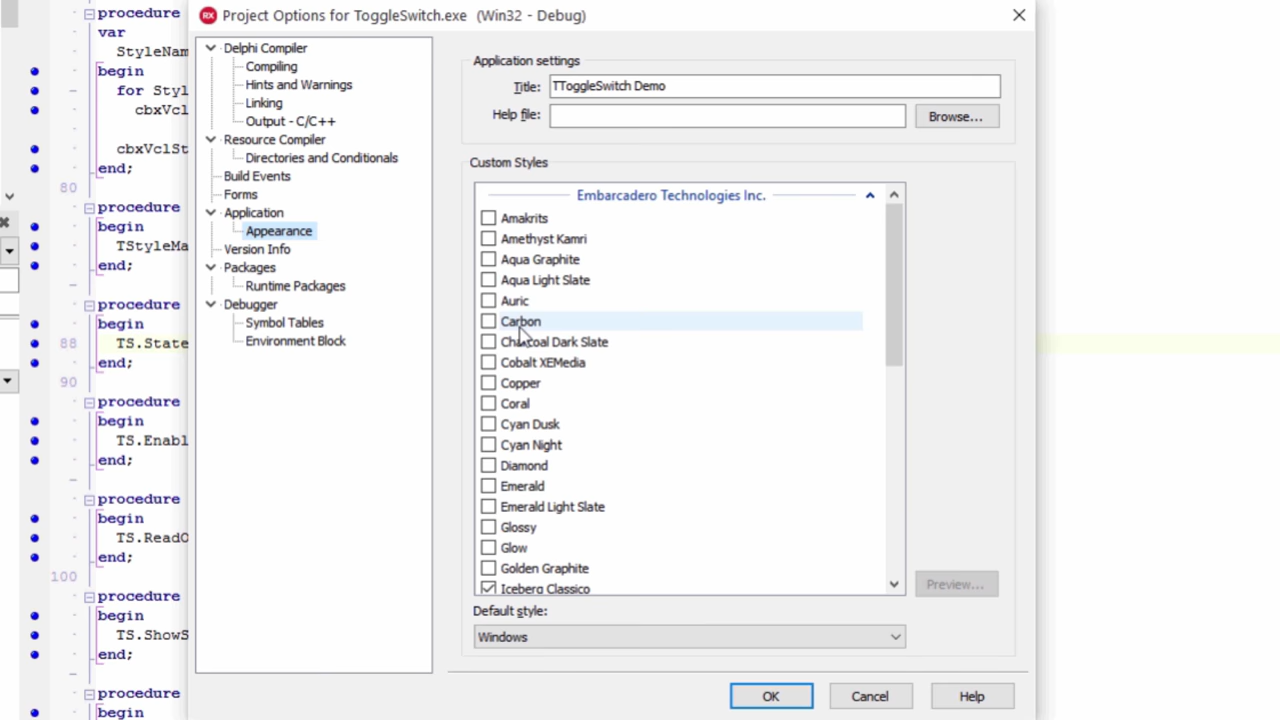 Project Options for ToggleSwitch.exe (Win32 - Debug)
procedure
var
StyleNam
begin
for Styl
cbxVcl
cbxVclSt
end;
80
procedure
begin
TStyleMa
end;
procedure
begin
88 TS.State
end;
90
procedure
begin
TS.Enabl
end;
procedure
begin
TS.ReadO
end;
100
procedure
begin
TS.ShowS
end;
procedure
begin
RX
Delphi Compiler
Compiling
Hints and Warnings
Linking
Output - C/C++
Resource Compiler
Directories and Conditionals
Build Events
Forms
Application
Appearance
Version Info
Packages
Runtime Packages
Debugger
Symbol Tables
Environment Block
Application settings
Title: TToggleSwitch Demo
Help file:
Browse...
Custom Styles
Embarcadero Technologies Inc.
Amakrits
Amethyst Kamri
Aqua Graphite
Aqua Light Slate
Auric
Carbon
Charcoal Dark Slate
Cobalt XEMedia
Copper
Coral
Cyan Dusk
Cyan Night
Diamond
Emerald
Emerald Light Slate
Glossy
Glow
Golden Graphite
Iceberg Classico
Preview...
Default style:
Windows
OK
Cancel
Help